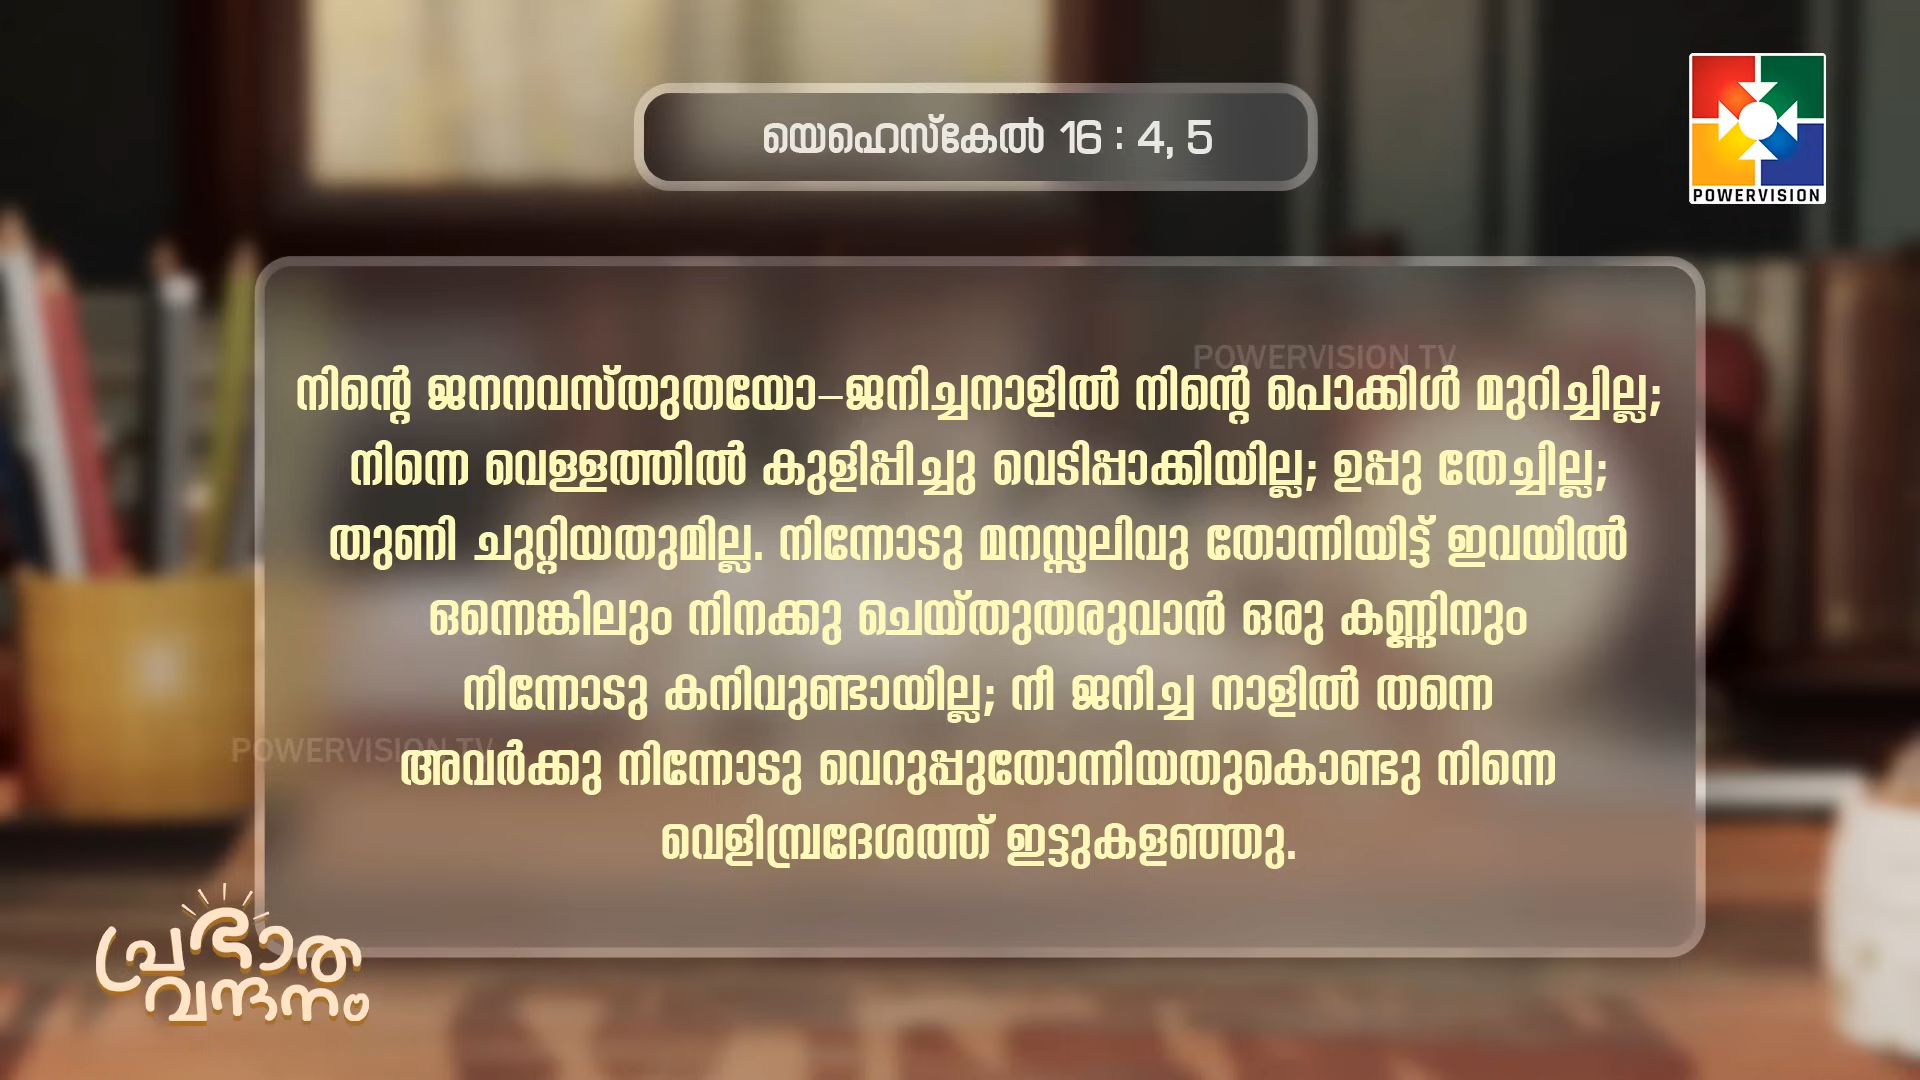 യെഹെസ്കേൽ 16 : 4, 5
POWERVISION
POWERVISION TV
നിന്റെ ജനനവസ്തുതയോ–ജനിച്ചനാളിൽ നിന്റെ പൊക്കിൾ മുറിച്ചില്ല;
നിന്നെ വെള്ളത്തിൽ കുളിപ്പിച്ചു വെടിപ്പാക്കിയില്ല; ഉപ്പു തേച്ചില്ല;
തുണി ചുറ്റിയതുമില്ല. നിന്നോടു മനസ്സലിവു തോന്നിയിട്ട് ഇവയിൽ
ഒന്നെങ്കിലും നിനക്കു ചെയ്തുതരുവാൻ ഒരു കണ്ണിനും
നിന്നോടു കനിവുണ്ടായില്ല; നീ ജനിച്ച നാളിൽ തന്നെ
POWERVISION TV
അവർക്കു നിന്നോടു വെറുപ്പുതോന്നിയതുകൊണ്ടു നിന്നെ
വെളിമ്പ്രദേശത്ത് ഇട്ടുകളഞ്ഞു.
പ്രഭാത
വന്ദനം